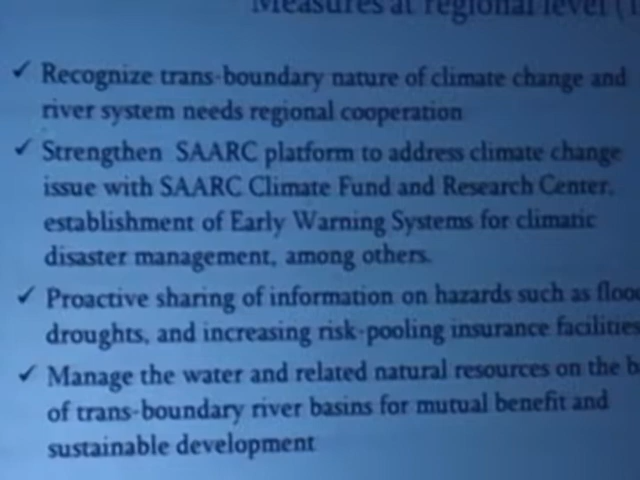 Measures at regional level (1
✓ Recognize trans-boundary nature of climate change and
river system needs regional cooperation
✓ Strengthen SAARC platform to address climate change
issue with SAARC Climate Fund and Research Center,
establishment of Early Warning Systems for climatic
disaster management, among others.
✓ Proactive sharing of information on hazards such as
droughts, and increasing risk-pooling insurance facilities
✓ Manage the water and related natural resources on the
of trans-boundary river basins for mutual benefit and
sustainable development